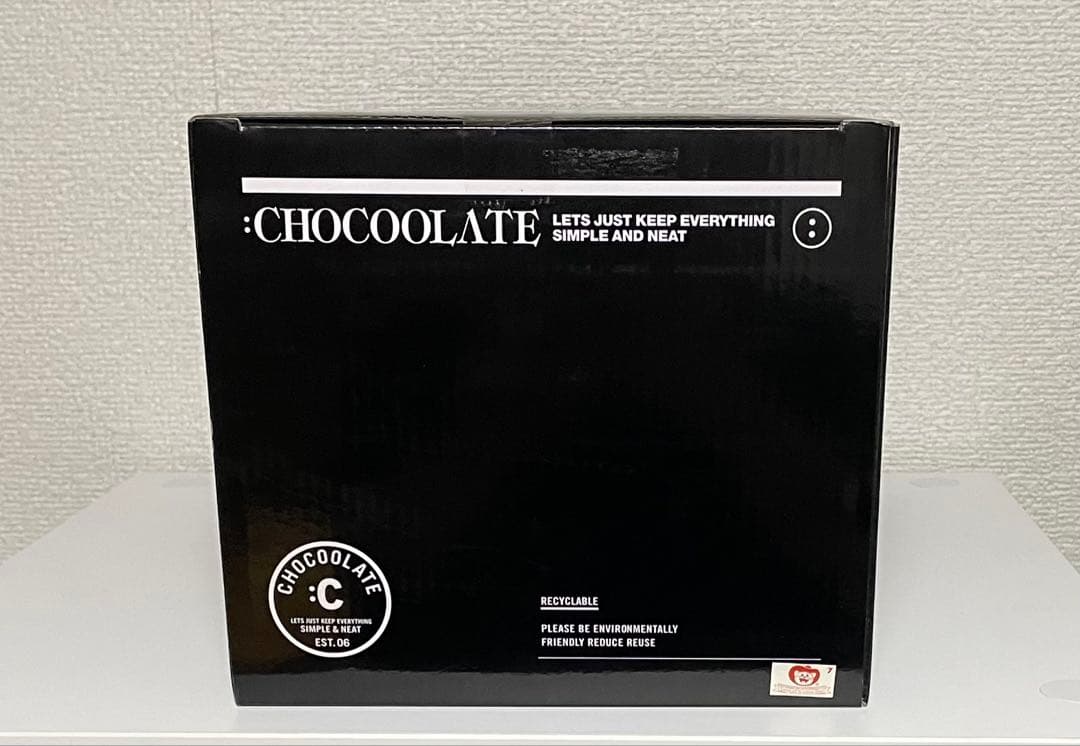 :CHOCOOLATE
LETS JUST KEEP EVERYTHING
SIMPLE AND NEAT
:
CHOCOOLATE
:C
LETS JUST KEEP EVERYTHING
SIMPLE & NEAT
EST.06
RECYCLABLE
PLEASE BE ENVIRONMENTALLY
FRIENDLY REDUCE REUSE
7